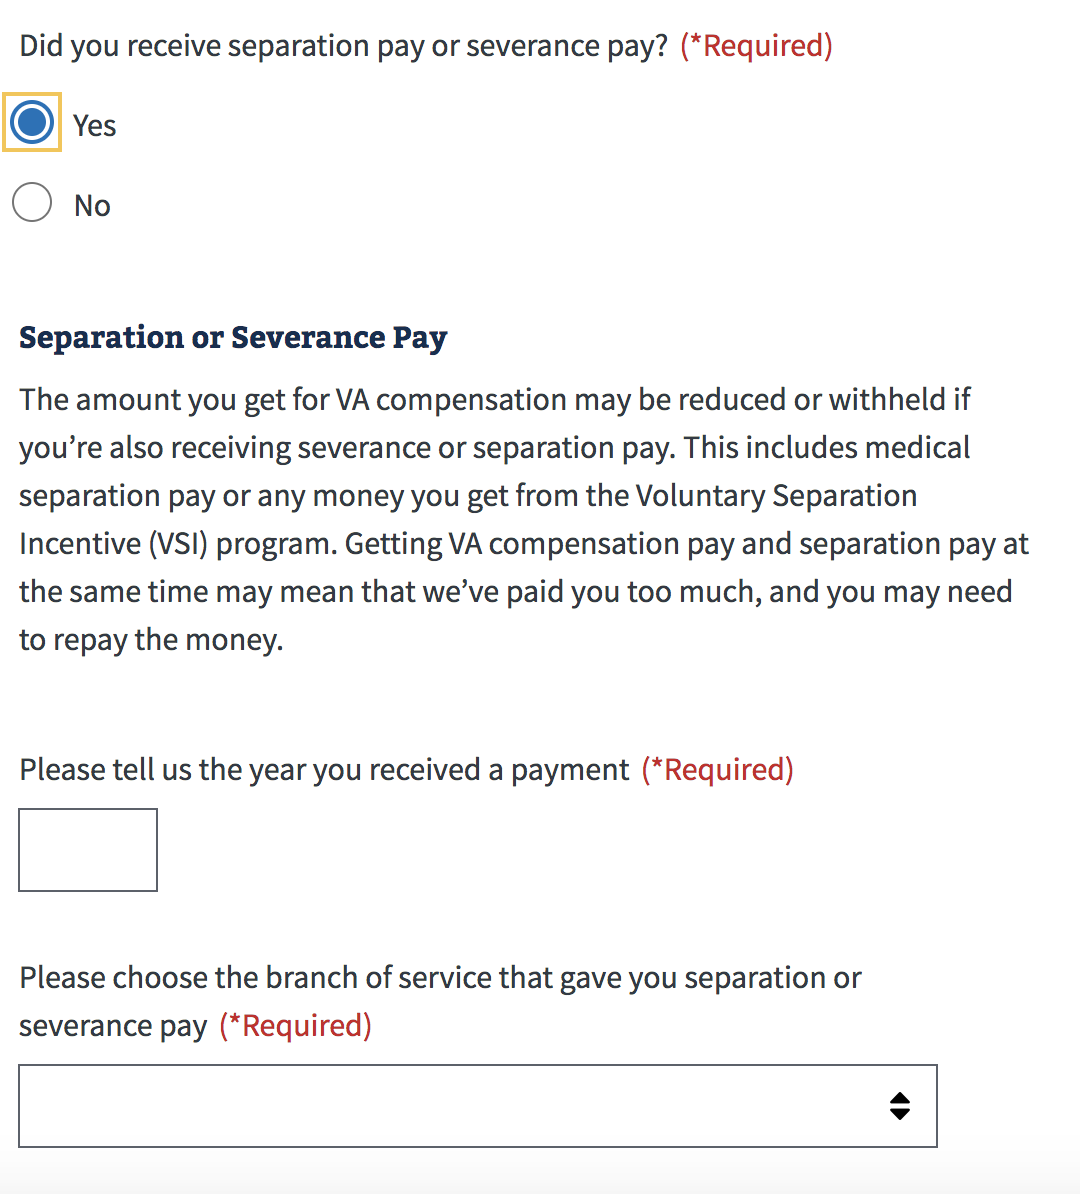 Did you receive separation pay or severance pay? (*Required)
Yes
No
Separation or Severance Pay
The amount you get for VA compensation may be reduced or withheld if
you’re also receiving severance or separation pay. This includes medical
separation pay or any money you get from the Voluntary Separation
Incentive (VSI) program. Getting VA compensation pay and separation pay at
the same time may mean that we’ve paid you too much, and you may need
to repay the money.
Please tell us the year you received a payment (*Required)
Please choose the branch of service that gave you separation or
severance pay (*Required)